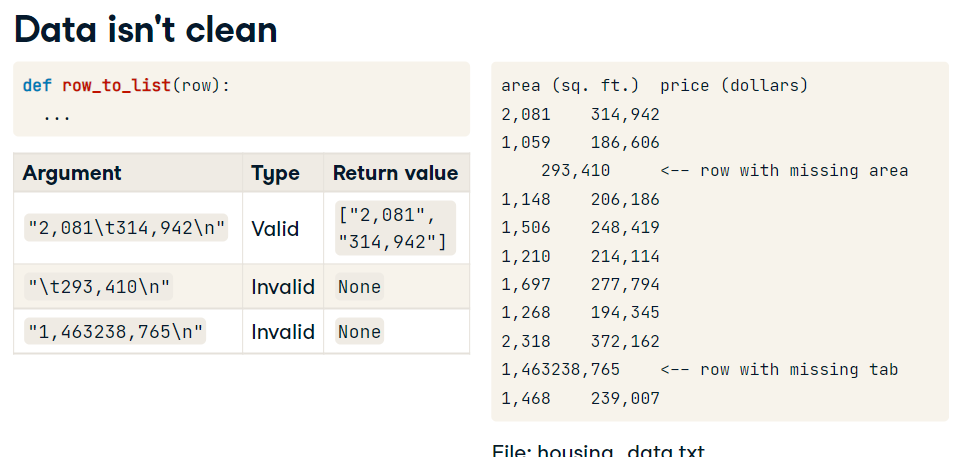 Data isn't clean
def row_to_list(row):
...
Argument Type Return value
"2,081\t314,942\n" Valid ["2,081",
"314,942"]
"\t293,410\n" Invalid None
"1,463238,765\n" Invalid None
area (sq. ft.) price (dollars)
2,081 314,942
1,059 186,606
293,410 <-- row with missing area
1,148 206,186
1,506 248,419
1,210 214,114
1,697 277,794
1,268 194,345
2,318 372,162
1,463238,765 <-- row with missing tab
1,468 239,007
File: housing_data.txt